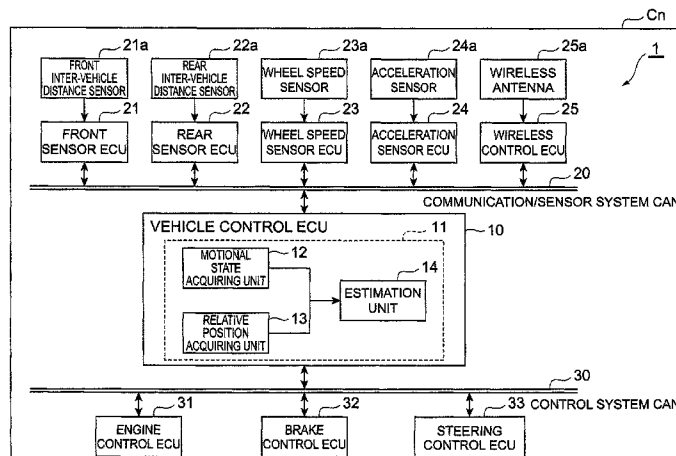 Cn
21a
22a
23a
24a
25a
1
FRONT
INTER-VEHICLE
DISTANCE SENSOR
REAR
INTER-VEHICLE
DISTANCE SENSOR
WHEEL SPEED
SENSOR
ACCELERATION
SENSOR
WIRELESS
ANTENNA
21
22
23
24
25
FRONT
SENSOR ECU
REAR
SENSOR ECU
WHEEL SPEED
SENSOR ECU
ACCELERATION
SENSOR ECU
WIRELESS
CONTROL ECU
20
COMMUNICATION/SENSOR SYSTEM CAN
VEHICLE CONTROL ECU
11
10
12
MOTIONAL
STATE
ACQUIRING UNIT
14
ESTIMATION
UNIT
13
RELATIVE
POSITION
ACQUIRING UNIT
30
CONTROL SYSTEM CAN
31
32
33
ENGINE
CONTROL ECU
BRAKE
CONTROL ECU
STEERING
CONTROL ECU